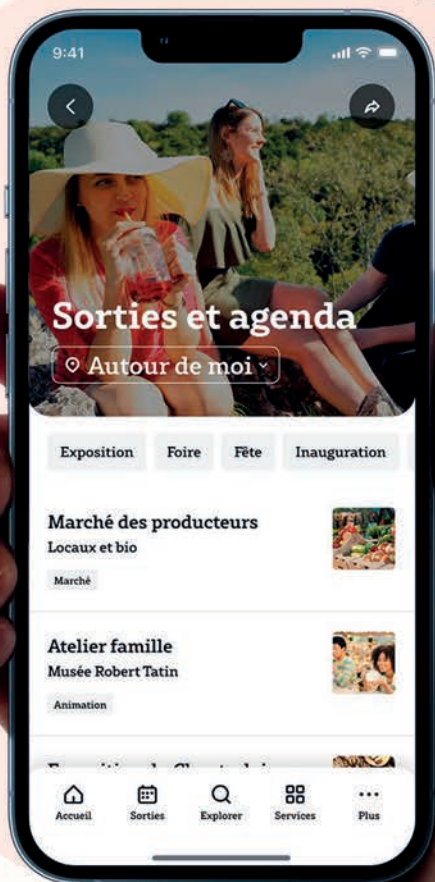 9:41
Sorties et agenda
Autour de moi
Exposition Foire Fête Inauguration
Marché des producteurs
Locaux et bio
Marché
Atelier famille
Musée Robert Tatin
Animation
Accueil Sorties Explorer Services Plus